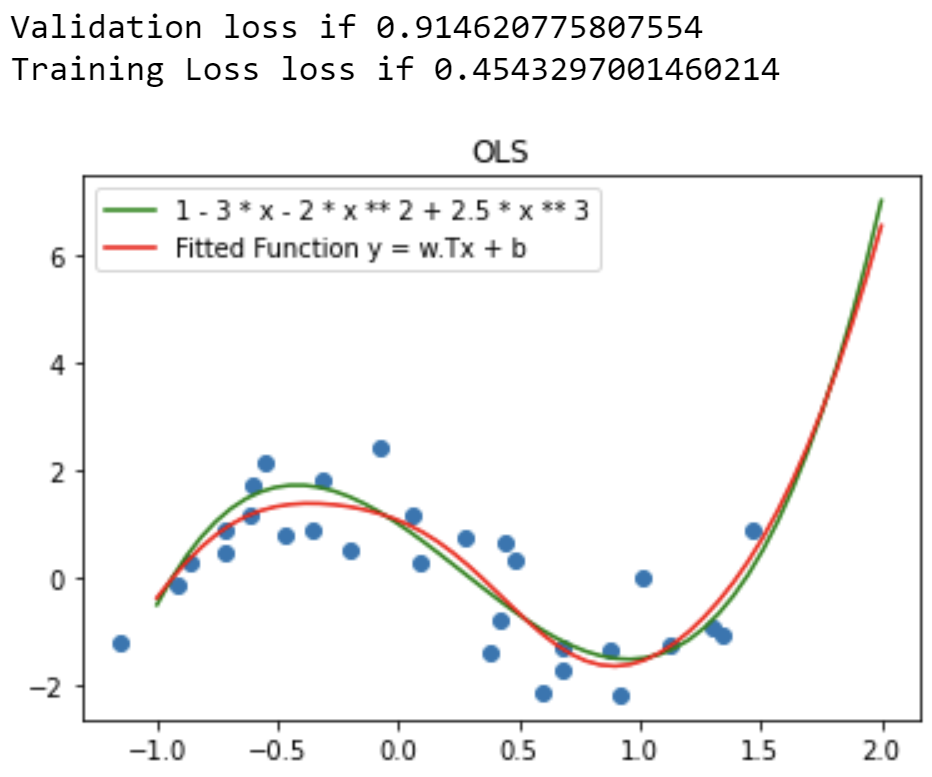 Validation loss if 0.914620775807554
Training Loss loss if 0.4543297001460214
OLS
1 - 3 * x - 2 * x ** 2 + 2.5 * x ** 3
Fitted Function y = w.Tx + b
6
4
2
0
−2
−1.0 −0.5 0.0 0.5 1.0 1.5 2.0